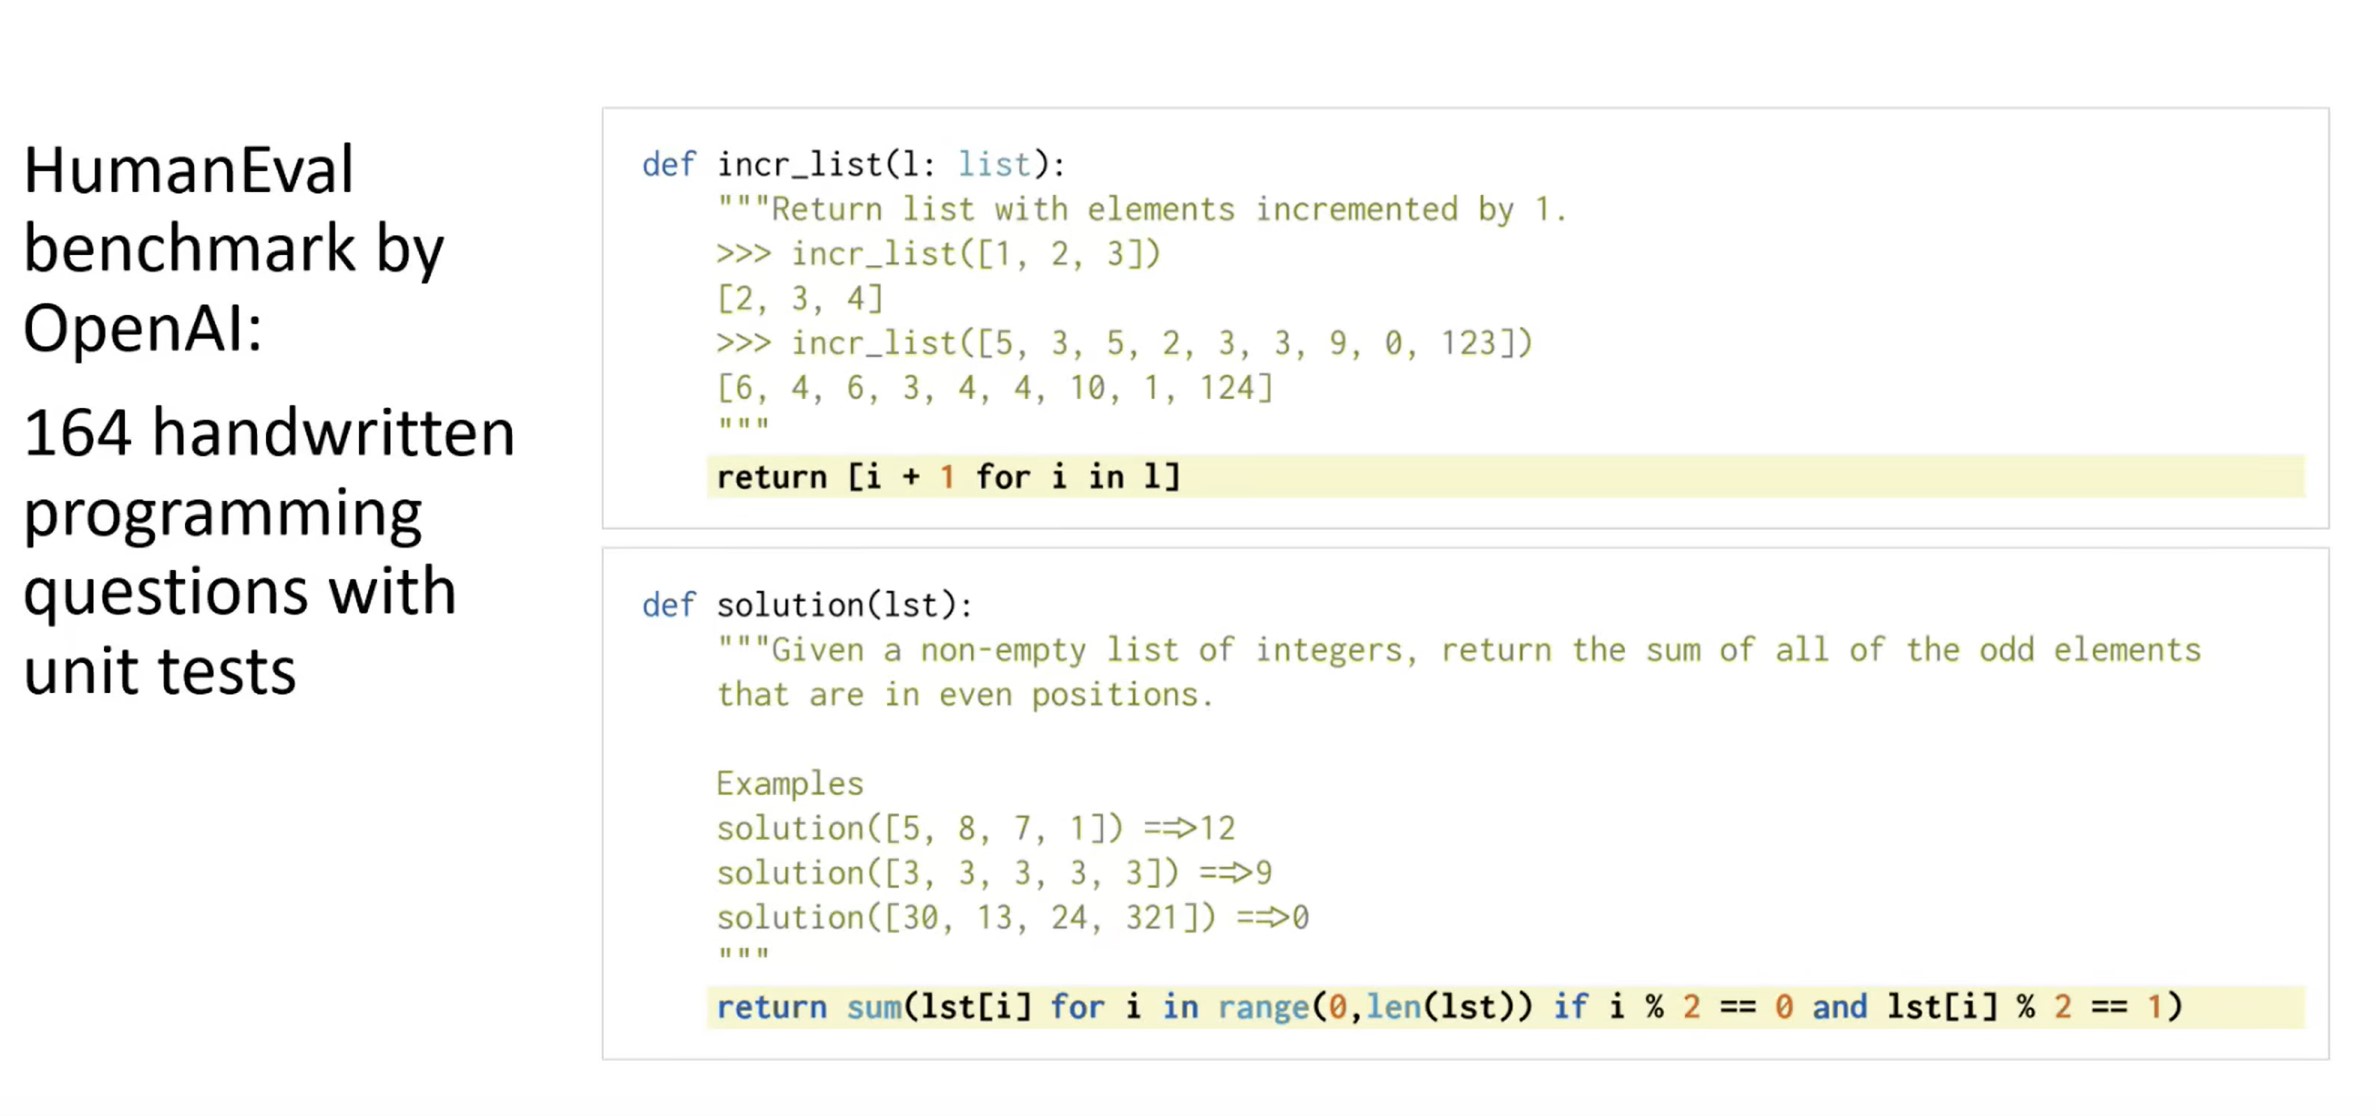 HumanEval
benchmark by
OpenAI:
164 handwritten
programming
questions with
unit tests
def incr_list(l: list):
    """Return list with elements incremented by 1.
    >>> incr_list([1, 2, 3])
    [2, 3, 4]
    >>> incr_list([5, 3, 5, 2, 3, 3, 9, 0, 123])
    [6, 4, 6, 3, 4, 4, 10, 1, 124]
    """
    return [i + 1 for i in l]
def solution(lst):
    """Given a non-empty list of integers, return the sum of all of the odd elements
    that are in even positions.
    Examples
    solution([5, 8, 7, 1]) ==>12
    solution([3, 3, 3, 3, 3]) ==>9
    solution([30, 13, 24, 321]) ==>0
    """
    return sum(lst[i] for i in range(0,len(lst)) if i % 2 == 0 and lst[i] % 2 == 1)